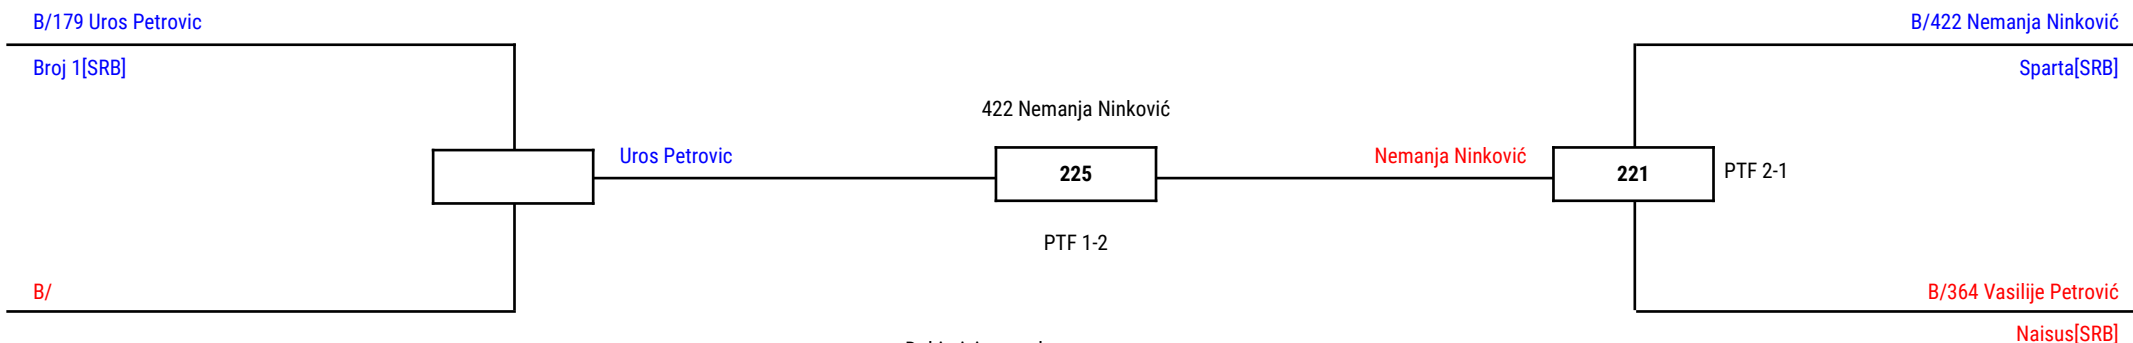 B/179 Uros Petrovic
Broj 1[SRB]
B/422 Nemanja Ninković
Sparta[SRB]
422 Nemanja Ninković
Uros Petrovic
225
Nemanja Ninković
221
PTF 2-1
PTF 1-2
B/
B/364 Vasilije Petrović
Naisus[SRB]